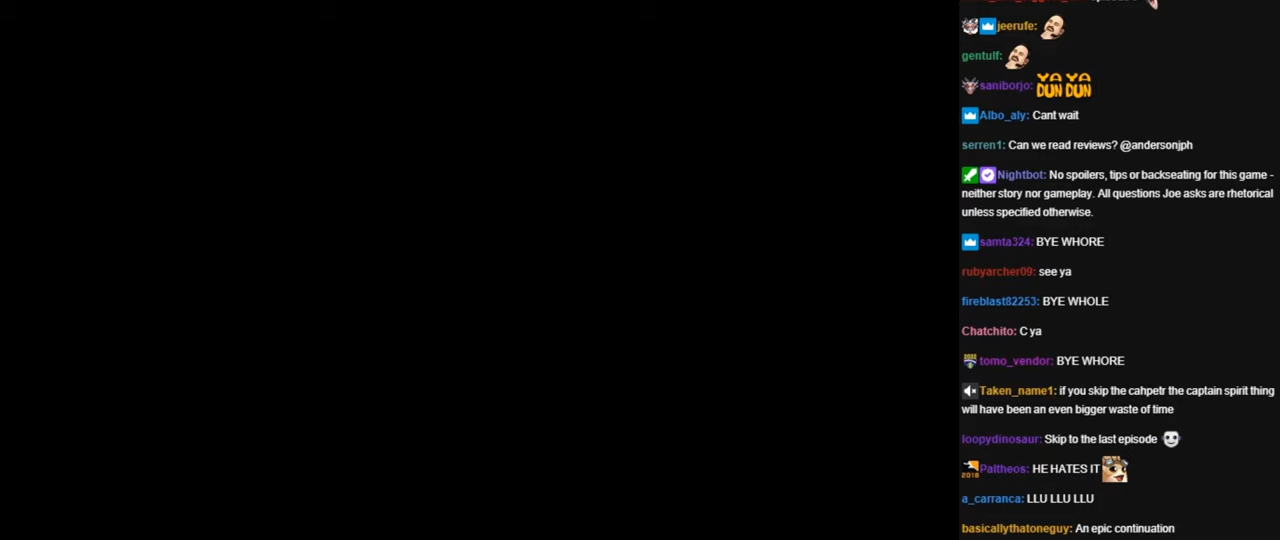 jeerufe:
gentulf:
saniborjo: YA YA DUN DUN
Albo_aly: Cant wait
serren1: Can we read reviews? @andersonjph
Nightbot: No spoilers, tips or backseating for this game -
neither story nor gameplay. All questions Joe asks are rhetorical
unless specified otherwise.
samta324: BYE WHORE
rubyarcher09: see ya
fireblast82253: BYE WHOLE
Chatchito: C ya
2020 tomo_vendor: BYE WHORE
Taken_name1: if you skip the cahpetr the captain spirit thing
will have been an even bigger waste of time
loopydinosaur: Skip to the last episode
2018 Paltheos: HE HATES IT
a_carranca: LLU LLU LLU
basicallythatoneguy: An epic continuation